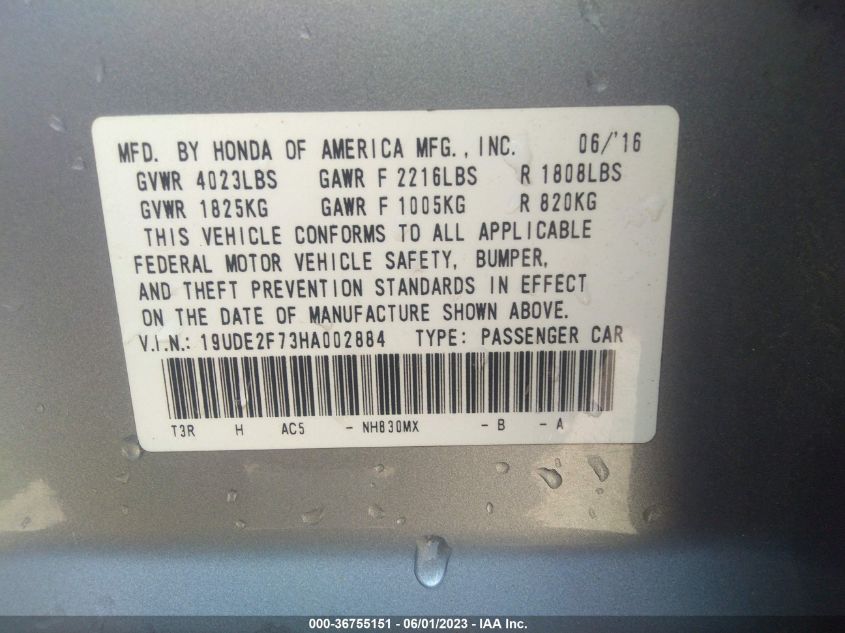 MFD. BY HONDA OF AMERICA MFG., INC. 06/'16
GVWR 4023LBS GAWR F 2216LBS R 1808LBS
GVWR 1825KG GAWR F 1005KG R 820KG
THIS VEHICLE CONFORMS TO ALL APPLICABLE
FEDERAL MOTOR VEHICLE SAFETY, BUMPER,
AND THEFT PREVENTION STANDARDS IN EFFECT
ON THE DATE OF MANUFACTURE SHOWN ABOVE.
V.I.N.: 19UDE2F73HA002884 TYPE: PASSENGER CAR
T3R H AC5 - NH830MX - B - A
000-36755151 | 06/01/2023 - IAA Inc.